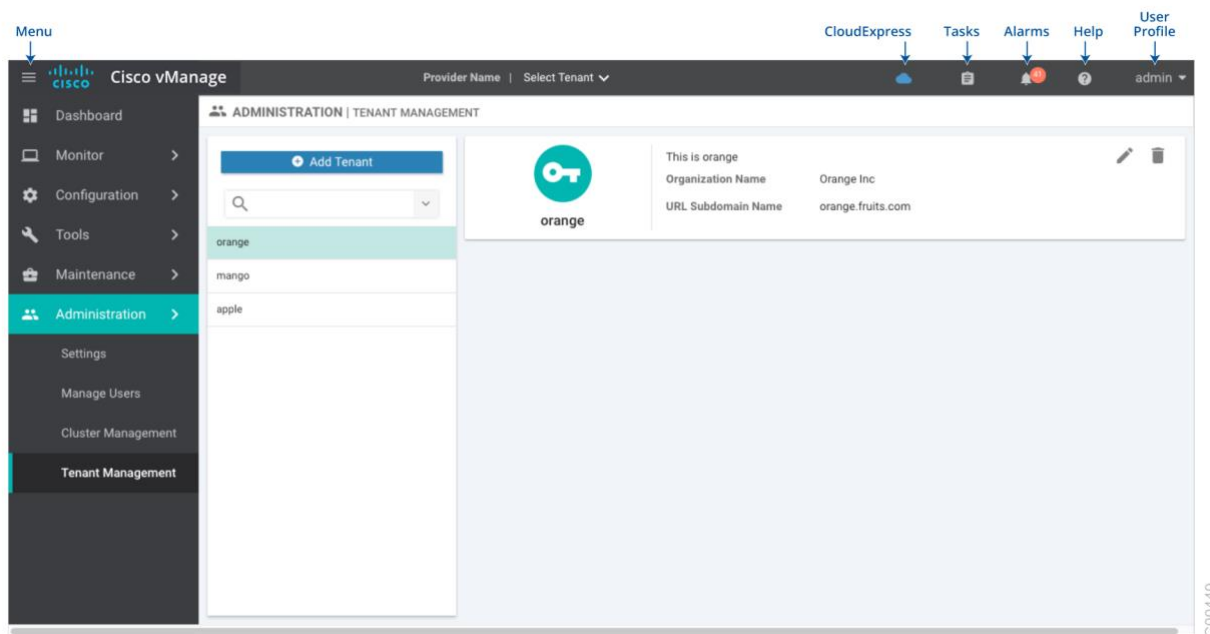 Menu
CloudExpress
Tasks
Alarms
Help
User Profile
CISCO
Cisco vManage
Provider Name | Select Tenant
admin
Dashboard
Monitor
Configuration
Tools
Maintenance
Administration
Settings
Manage Users
Cluster Management
Tenant Management
ADMINISTRATION | TENANT MANAGEMENT
Add Tenant
orange
mango
apple
orange
This is orange
Organization Name Orange Inc
URL Subdomain Name orange.fruits.com